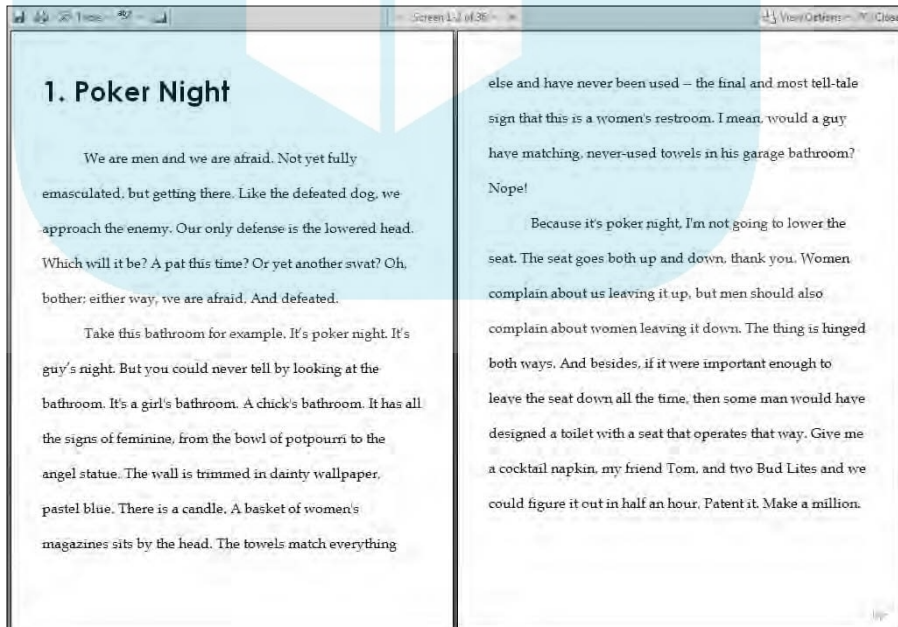 Screen 1-2 of 36
View Options
Close
1. Poker Night
We are men and we are afraid. Not yet fully
emasculated, but getting there. Like the defeated dog, we
approach the enemy. Our only defense is the lowered head.
Which will it be? A pat this time? Or yet another swat? Oh,
bother; either way, we are afraid. And defeated.
Take this bathroom for example. It's poker night. It's
guy's night. But you could never tell by looking at the
bathroom. It's a girl's bathroom. A chick's bathroom. It has all
the signs of feminine, from the bowl of potpourri to the
angel statue. The wall is trimmed in dainty wallpaper,
pastel blue. There is a candle. A basket of women's
magazines sits by the head. The towels match everything
else and have never been used – the final and most tell-tale
sign that this is a women's restroom. I mean, would a guy
have matching, never-used towels in his garage bathroom?
Nope!
Because it's poker night, I'm not going to lower the
seat. The seat goes both up and down, thank you. Women
complain about us leaving it up, but men should also
complain about women leaving it down. The thing is hinged
both ways. And besides, if it were important enough to
leave the seat down all the time, then some man would have
designed a toilet with a seat that operates that way. Give me
a cocktail napkin, my friend Tom, and two Bud Lites and we
could figure it out in half an hour. Patent it. Make a million.